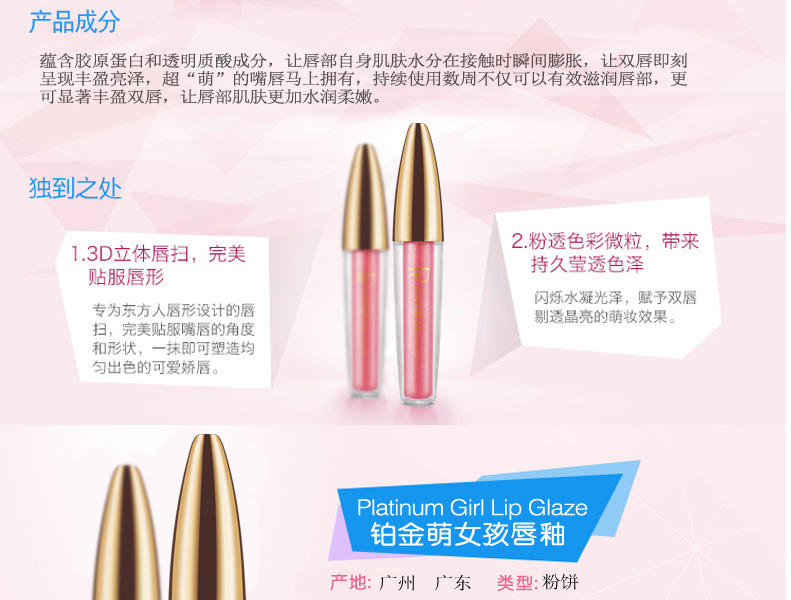 产品成分
蕴含胶原蛋白和透明质酸成分，让唇部自身肌肤水分在接触时瞬间膨胀，让双唇即刻
呈现丰盈亮泽，超“萌”的嘴唇马上拥有，持续使用数周不仅可以有效滋润唇部，更
可显著丰盈双唇，让唇部肌肤更加水润柔嫩。
独到之处
1.3D立体唇扫，完美
贴服唇形
专为东方人唇形设计的唇
扫，完美贴服嘴唇的角度
和形状，一抹即可塑造均
匀出色的可爱娇唇。
2.粉透色彩微粒，带来
持久莹透色泽
闪烁水凝光泽，赋予双唇
剔透晶亮的萌妆效果。
Platinum Girl Lip Glaze
铂金萌女孩唇釉
产地: 广州 广东 类型: 粉饼